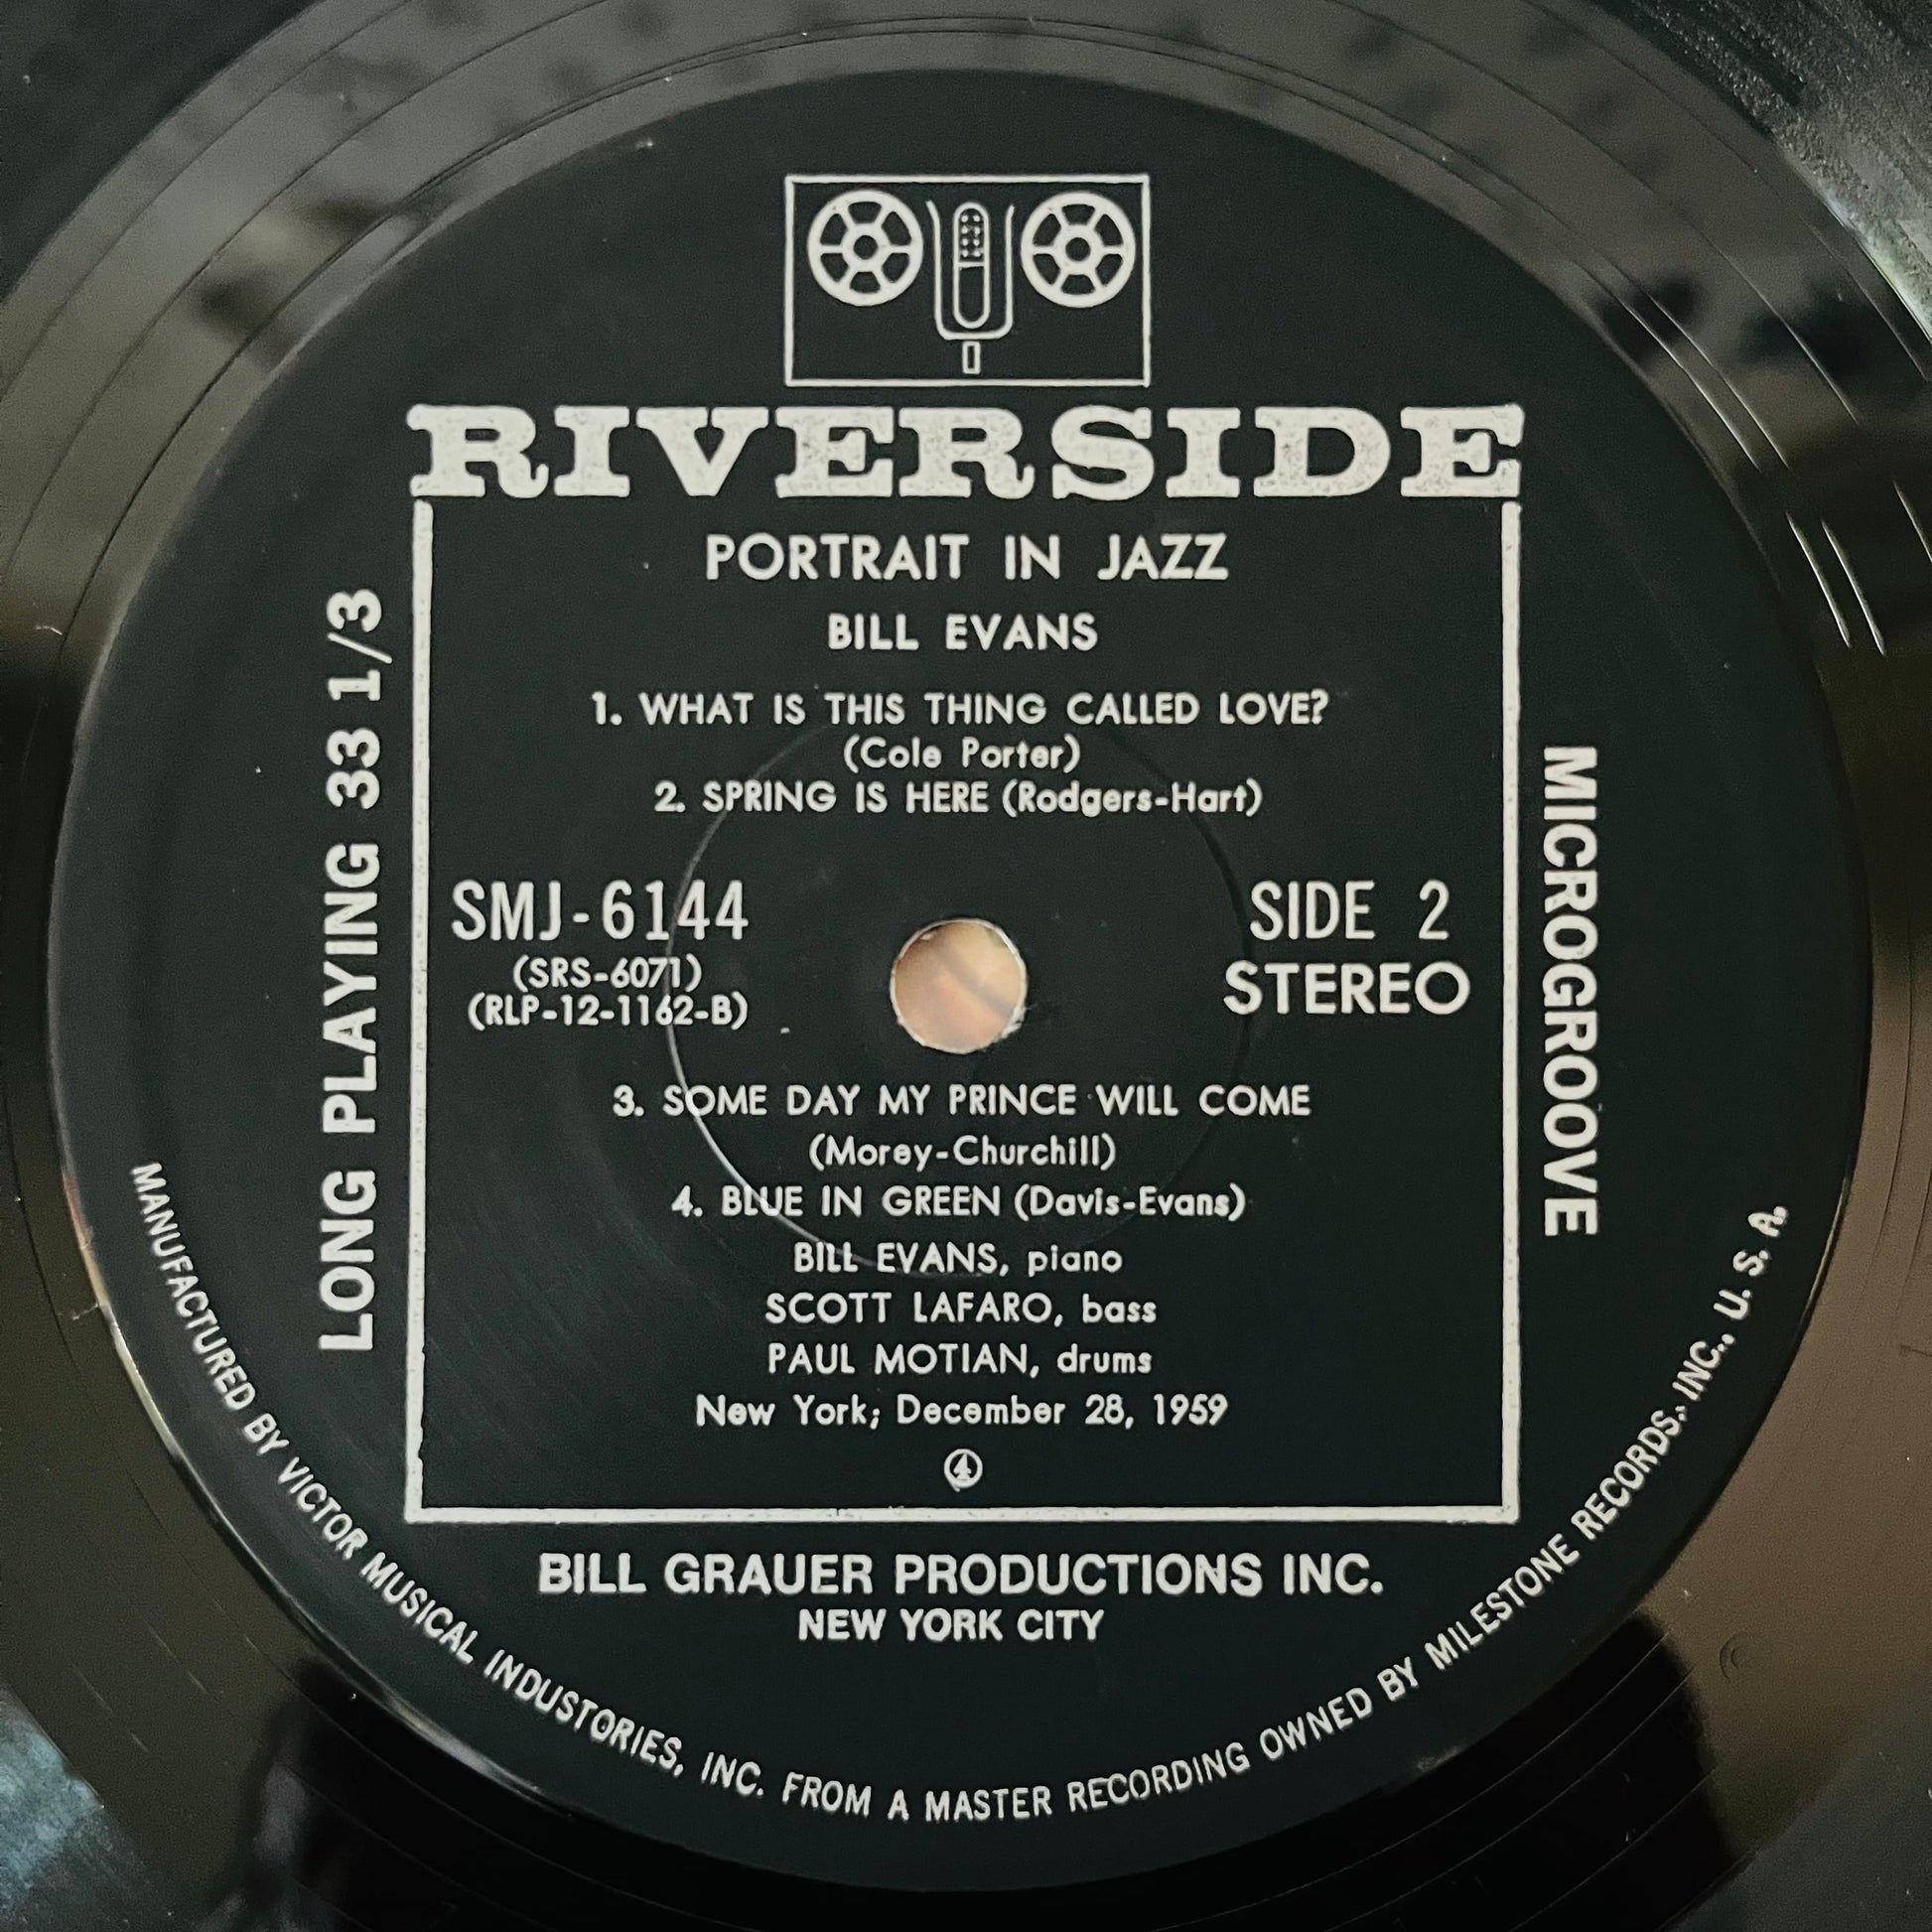 RIVERSIDE
PORTRAIT IN JAZZ
BILL EVANS
1. WHAT IS THIS THING CALLED LOVE?
(Cole Porter)
2. SPRING IS HERE (Rodgers-Hart)
SMJ-6144
(SRS-6071)
(RLP-12-1162-B)
SIDE 2
STEREO
3. SOME DAY MY PRINCE WILL COME
(Morey-Churchill)
4. BLUE IN GREEN (Davis-Evans)
BILL EVANS, piano
SCOTT LAFARO, bass
PAUL MOTIAN, drums
New York; December 28, 1959
4
LONG PLAYING 33 1/3
MICROGROOVE
BILL GRAUER PRODUCTIONS INC.
NEW YORK CITY
MANUFACTURED BY VICTOR MUSICAL INDUSTORIES, INC. FROM A MASTER RECORDING OWNED BY MILESTONE RECORDS, INC., U. S. A.